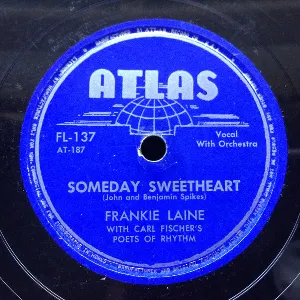 ATLAS
FL-137
AT-187
Vocal
With Orchestra
SOMEDAY SWEETHEART
(John and Benjamin Spikes)
FRANKIE LAINE
WITH CARL FISCHER'S
POETS OF RHYTHM